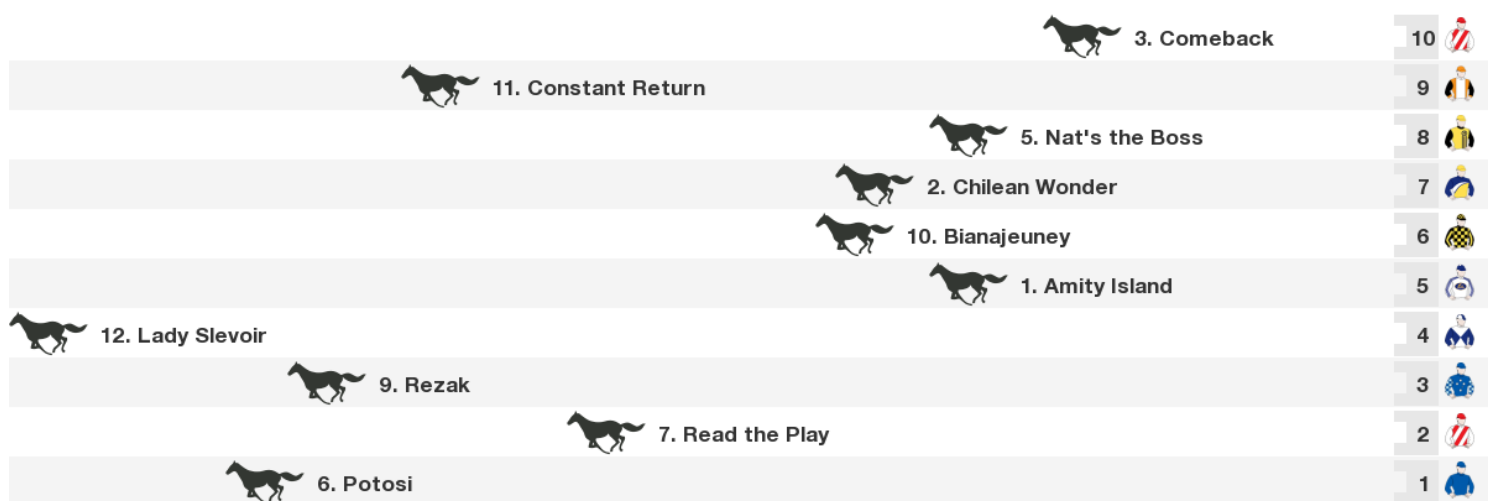 3. Comeback 10
11. Constant Return 9
5. Nat's the Boss 8
2. Chilean Wonder 7
10. Bianajeuney 6
1. Amity Island 5
12. Lady Slevoir 4
9. Rezak 3
7. Read the Play 2
6. Potosi 1